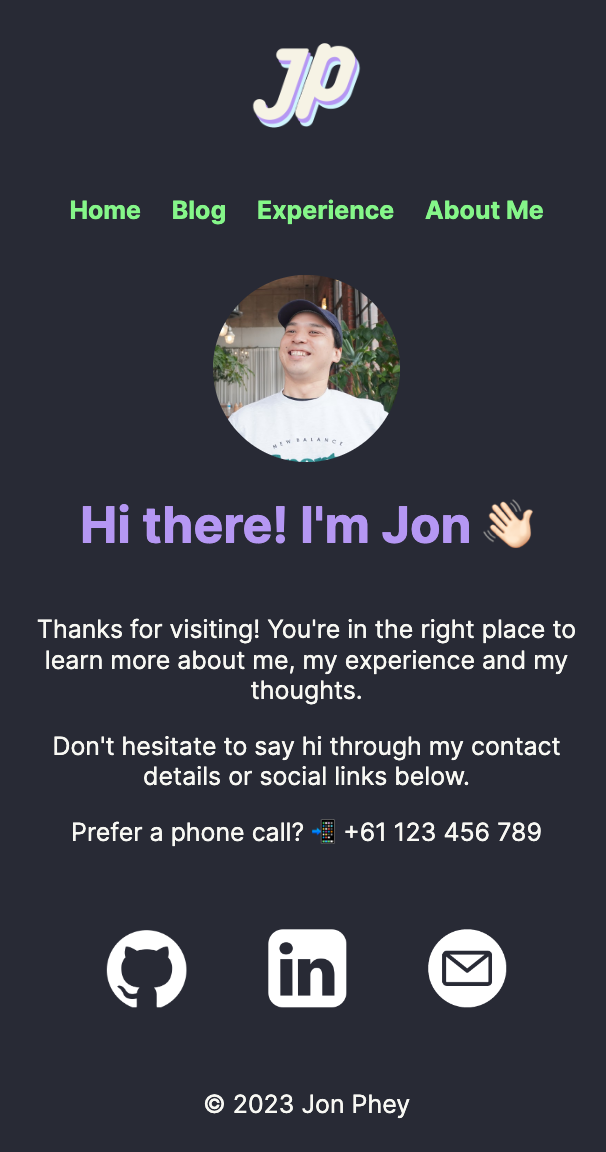 JP
Home Blog Experience About Me
NEW BALANCE
Hi there! I'm Jon 👋🏻
Thanks for visiting! You're in the right place to
learn more about me, my experience and my
thoughts.
Don't hesitate to say hi through my contact
details or social links below.
Prefer a phone call? 📲 +61 123 456 789
in
© 2023 Jon Phey